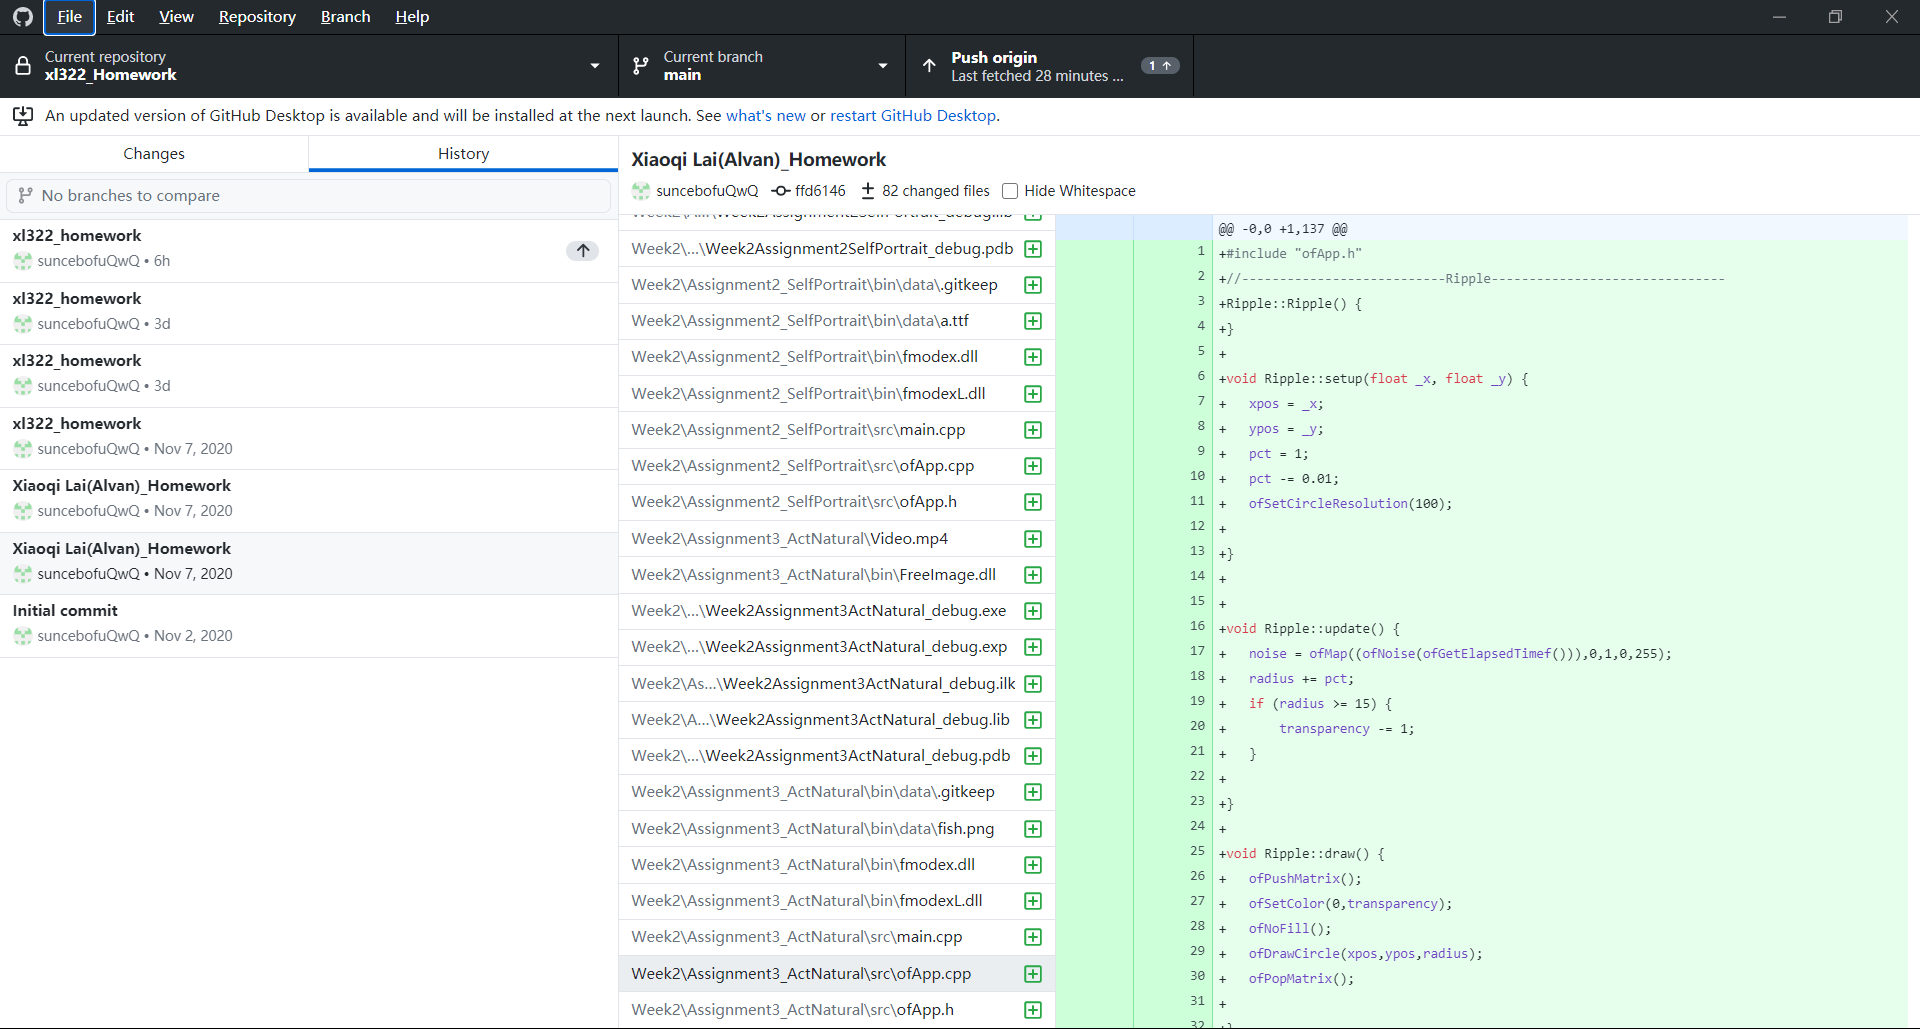 File Edit View Repository Branch Help
Current repository
xl322_Homework
Current branch
main
Push origin
Last fetched 28 minutes ...
1
An updated version of GitHub Desktop is available and will be installed at the next launch. See what's new or restart GitHub Desktop.
Changes
History
No branches to compare
xl322_homework
suncebofuQwQ • 6h
xl322_homework
suncebofuQwQ • 3d
xl322_homework
suncebofuQwQ • 3d
xl322_homework
suncebofuQwQ • Nov 7, 2020
Xiaoqi Lai(Alvan)_Homework
suncebofuQwQ • Nov 7, 2020
Xiaoqi Lai(Alvan)_Homework
suncebofuQwQ • Nov 7, 2020
Initial commit
suncebofuQwQ • Nov 2, 2020
Xiaoqi Lai(Alvan)_Homework
suncebofuQwQ ffd6146 82 changed files Hide Whitespace
Week2\A...\Week2Assignment2SelfPortrait_debug.lib
Week2\...\Week2Assignment2SelfPortrait_debug.pdb
Week2\Assignment2_SelfPortrait\bin\data\.gitkeep
Week2\Assignment2_SelfPortrait\bin\data\a.ttf
Week2\Assignment2_SelfPortrait\bin\fmodex.dll
Week2\Assignment2_SelfPortrait\bin\fmodexL.dll
Week2\Assignment2_SelfPortrait\src\main.cpp
Week2\Assignment2_SelfPortrait\src\ofApp.cpp
Week2\Assignment2_SelfPortrait\src\ofApp.h
Week2\Assignment3_ActNatural\Video.mp4
Week2\Assignment3_ActNatural\bin\FreeImage.dll
Week2\...\Week2Assignment3ActNatural_debug.exe
Week2\...\Week2Assignment3ActNatural_debug.exp
Week2\As...\Week2Assignment3ActNatural_debug.ilk
Week2\A...\Week2Assignment3ActNatural_debug.lib
Week2\...\Week2Assignment3ActNatural_debug.pdb
Week2\Assignment3_ActNatural\bin\data\.gitkeep
Week2\Assignment3_ActNatural\bin\data\fish.png
Week2\Assignment3_ActNatural\bin\fmodex.dll
Week2\Assignment3_ActNatural\bin\fmodexL.dll
Week2\Assignment3_ActNatural\src\main.cpp
Week2\Assignment3_ActNatural\src\ofApp.cpp
Week2\Assignment3_ActNatural\src\ofApp.h
@@ -0,0 +1,137 @@
1 +#include "ofApp.h"
2 +//---------------------------Ripple-------------------------------
3 +Ripple::Ripple() {
4 +}
5 +
6 +void Ripple::setup(float _x, float _y) {
7 + xpos = _x;
8 + ypos = _y;
9 + pct = 1;
10 + pct -= 0.01;
11 + ofSetCircleResolution(100);
12 +
13 +}
14 +
15 +
16 +void Ripple::update() {
17 + noise = ofMap((ofNoise(ofGetElapsedTimef())),0,1,0,255);
18 + radius += pct;
19 + if (radius >= 15) {
20 + transparency -= 1;
21 + }
22 +
23 +}
24 +
25 +void Ripple::draw() {
26 + ofPushMatrix();
27 + ofSetColor(0,transparency);
28 + ofNoFill();
29 + ofDrawCircle(xpos,ypos,radius);
30 + ofPopMatrix();
31 +
32 +}